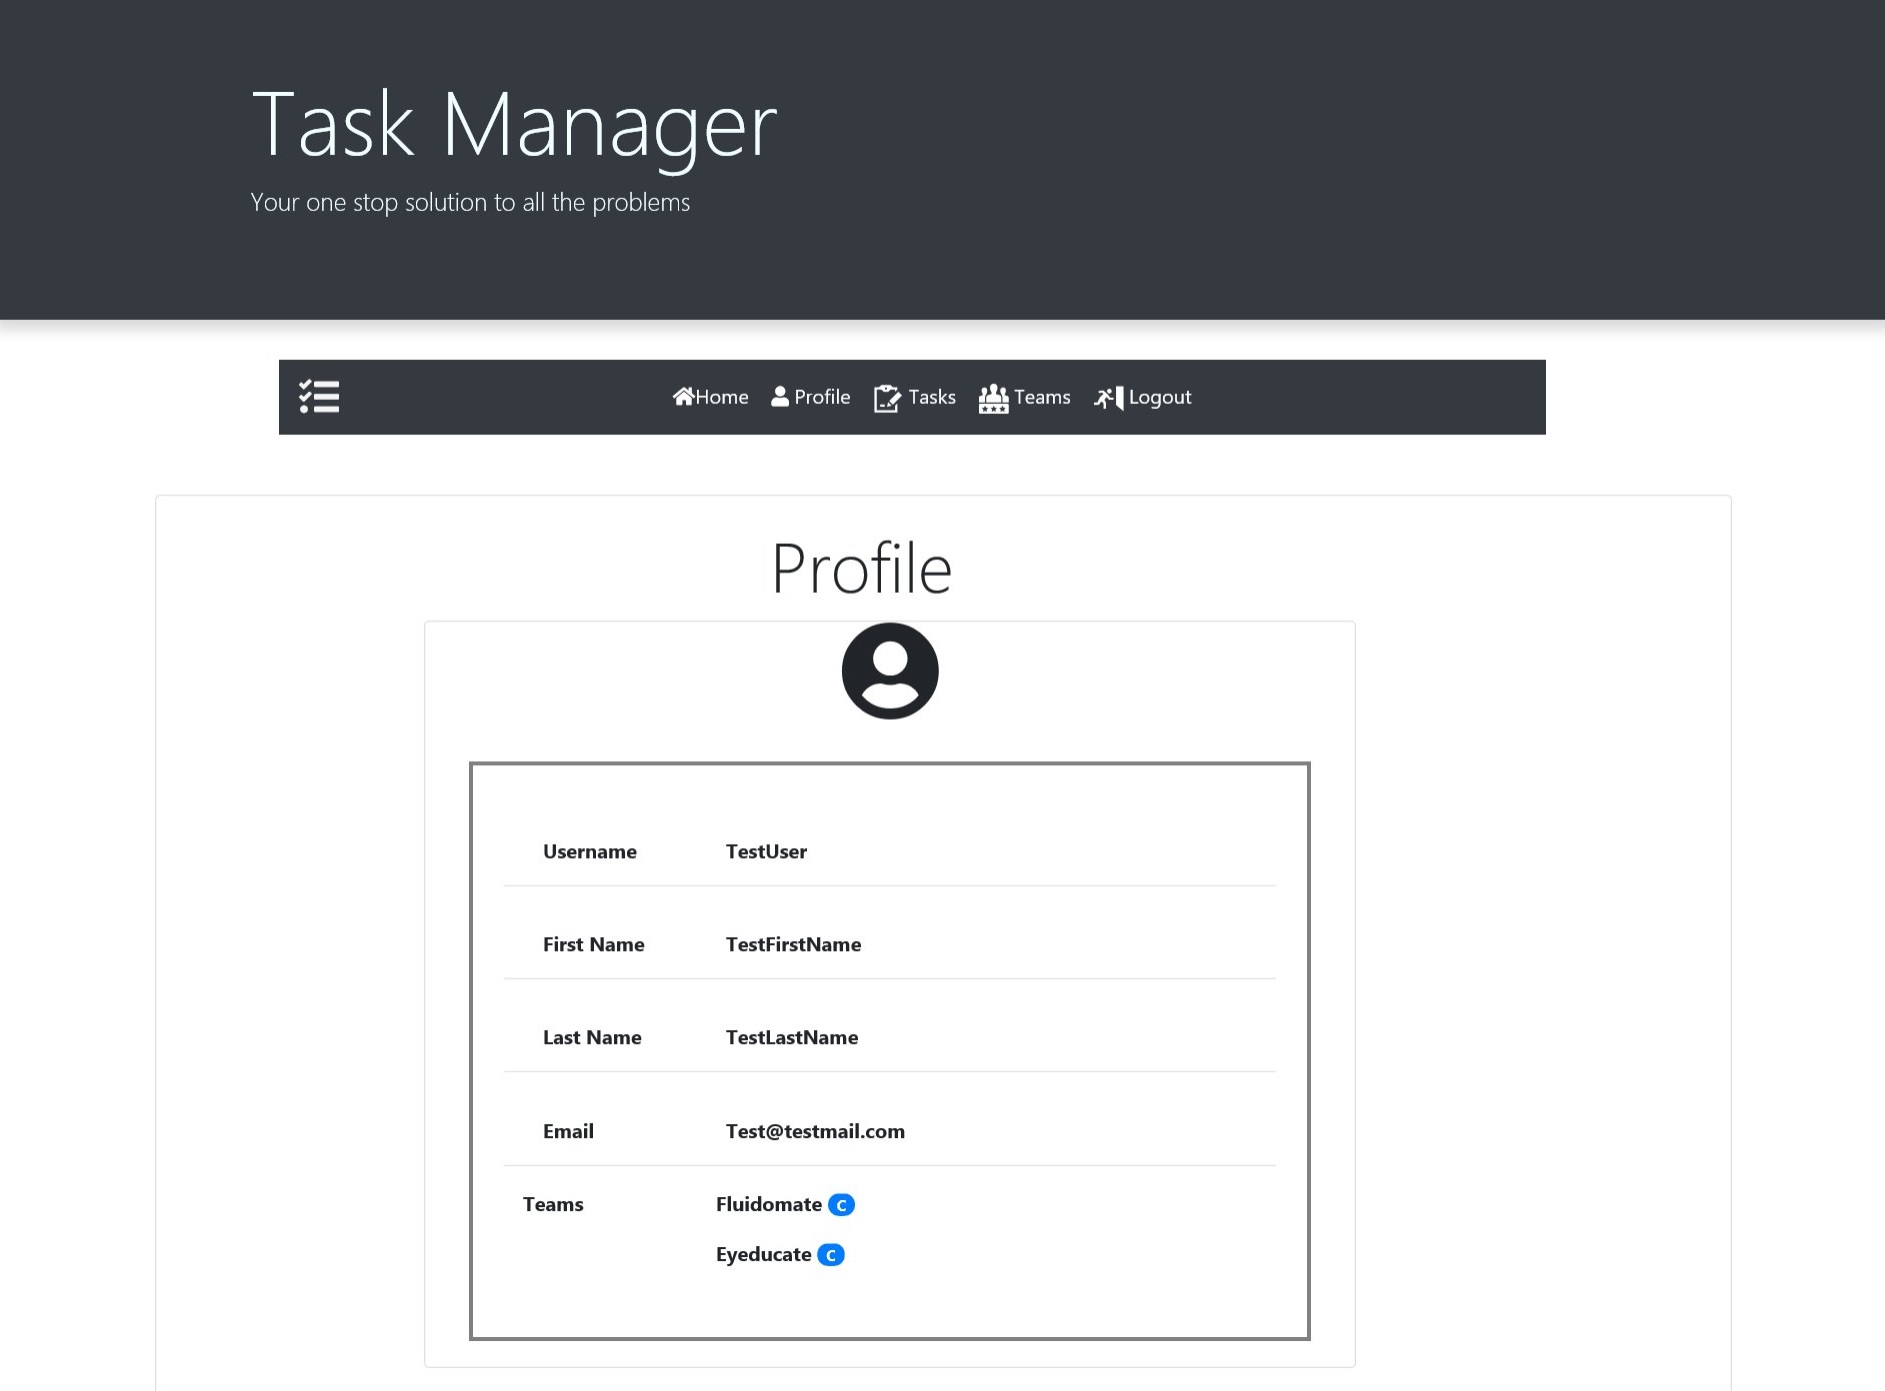 Task Manager
Your one stop solution to all the problems
Home Profile Tasks Teams Logout
Profile
Username TestUser
First Name TestFirstName
Last Name TestLastName
Email Test@testmail.com
Teams Fluidomate C
Eyeducate C